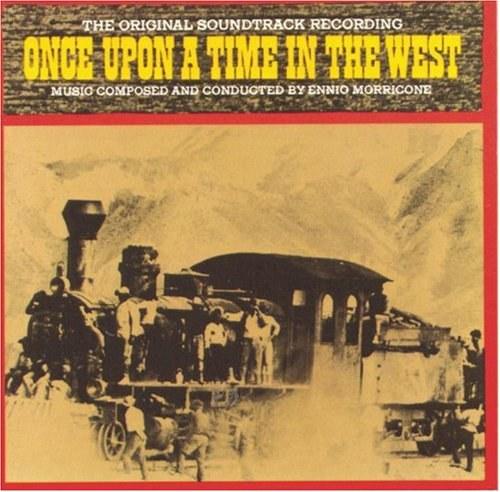 THE ORIGINAL SOUNDTRACK RECORDING
ONCE UPON A TIME IN THE WEST
MUSIC COMPOSED AND CONDUCTED BY ENNIO MORRICONE